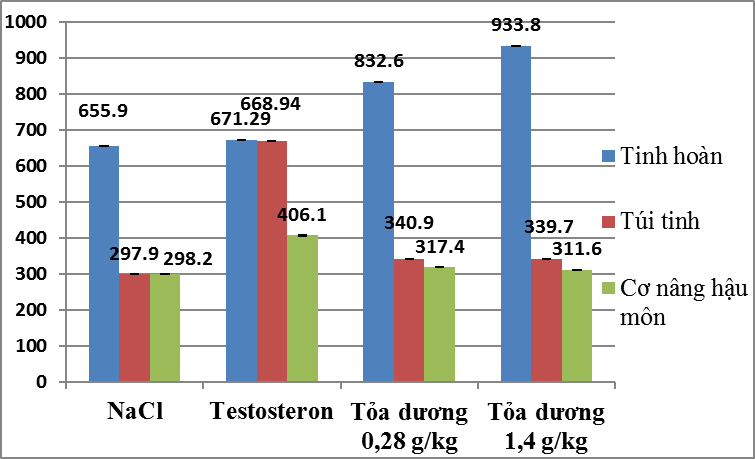 1000
900
800
700
600
500
400
300
200
100
0
655.9
297.9
298.2
671.29
668.94
406.1
832.6
340.9
317.4
933.8
339.7
311.6
NaCl
Testosteron
Tỏa dương
0,28 g/kg
Tỏa dương
1,4 g/kg
Tinh hoàn
Túi tinh
Cơ nâng hậu
môn